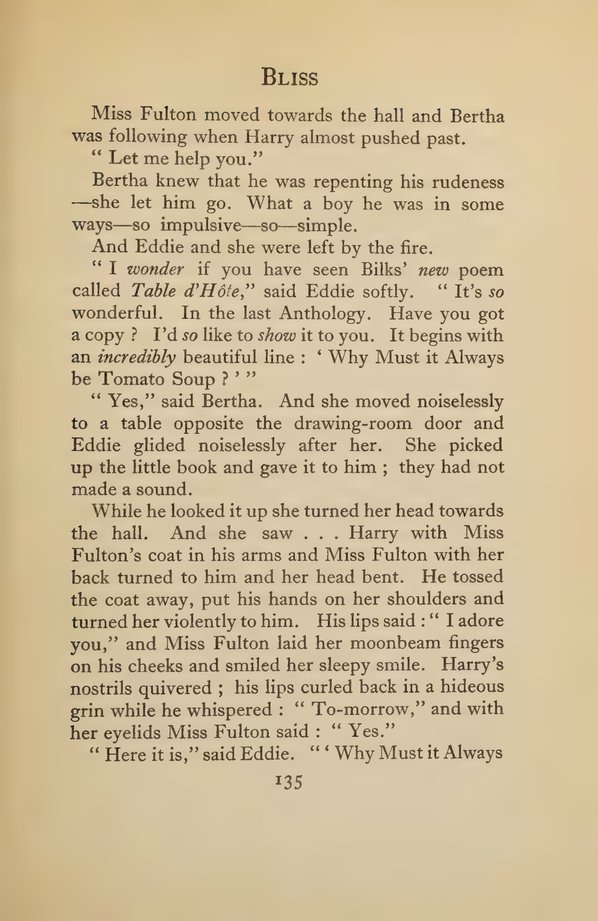 Bliss
Miss Fulton moved towards the hall and Bertha
was following when Harry almost pushed past.
“ Let me help you.”
Bertha knew that he was repenting his rudeness
—she let him go. What a boy he was in some
ways—so impulsive—so—simple.
And Eddie and she were left by the fire.
“ I wonder if you have seen Bilks’ new poem
called Table d’Hôte,” said Eddie softly. “ It’s so
wonderful. In the last Anthology. Have you got
a copy ? I’d so like to show it to you. It begins with
an incredibly beautiful line : ‘ Why Must it Always
be Tomato Soup ? ’ ”
“ Yes,” said Bertha. And she moved noiselessly
to a table opposite the drawing-room door and
Eddie glided noiselessly after her. She picked
up the little book and gave it to him ; they had not
made a sound.
While he looked it up she turned her head towards
the hall. And she saw . . . Harry with Miss
Fulton’s coat in his arms and Miss Fulton with her
back turned to him and her head bent. He tossed
the coat away, put his hands on her shoulders and
turned her violently to him. His lips said : “ I adore
you,” and Miss Fulton laid her moonbeam fingers
on his cheeks and smiled her sleepy smile. Harry’s
nostrils quivered ; his lips curled back in a hideous
grin while he whispered : “ To-morrow,” and with
her eyelids Miss Fulton said : “ Yes.”
“ Here it is,” said Eddie. “ ‘ Why Must it Always
135